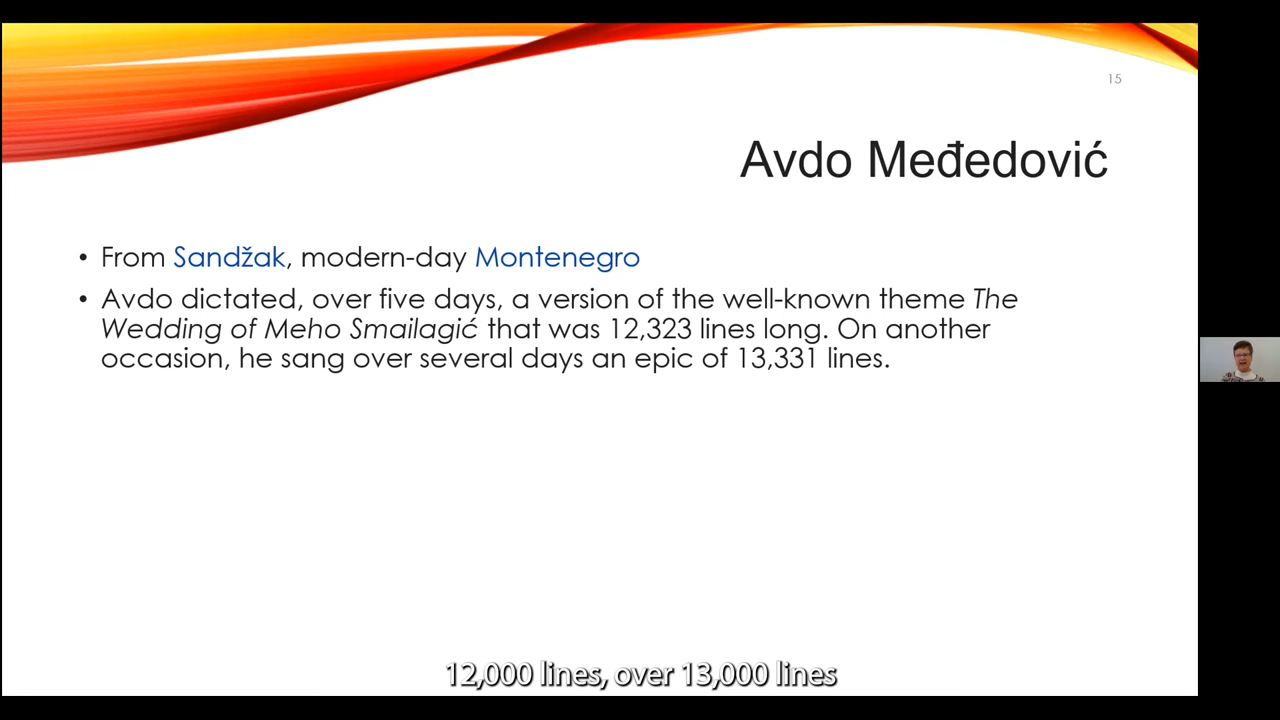 15
Avdo Međedović
• From Sandžak, modern-day Montenegro
• Avdo dictated, over five days, a version of the well-known theme The
Wedding of Meho Smailagić that was 12,323 lines long. On another
occasion, he sang over several days an epic of 13,331 lines.
12,000 lines, over 13,000 lines